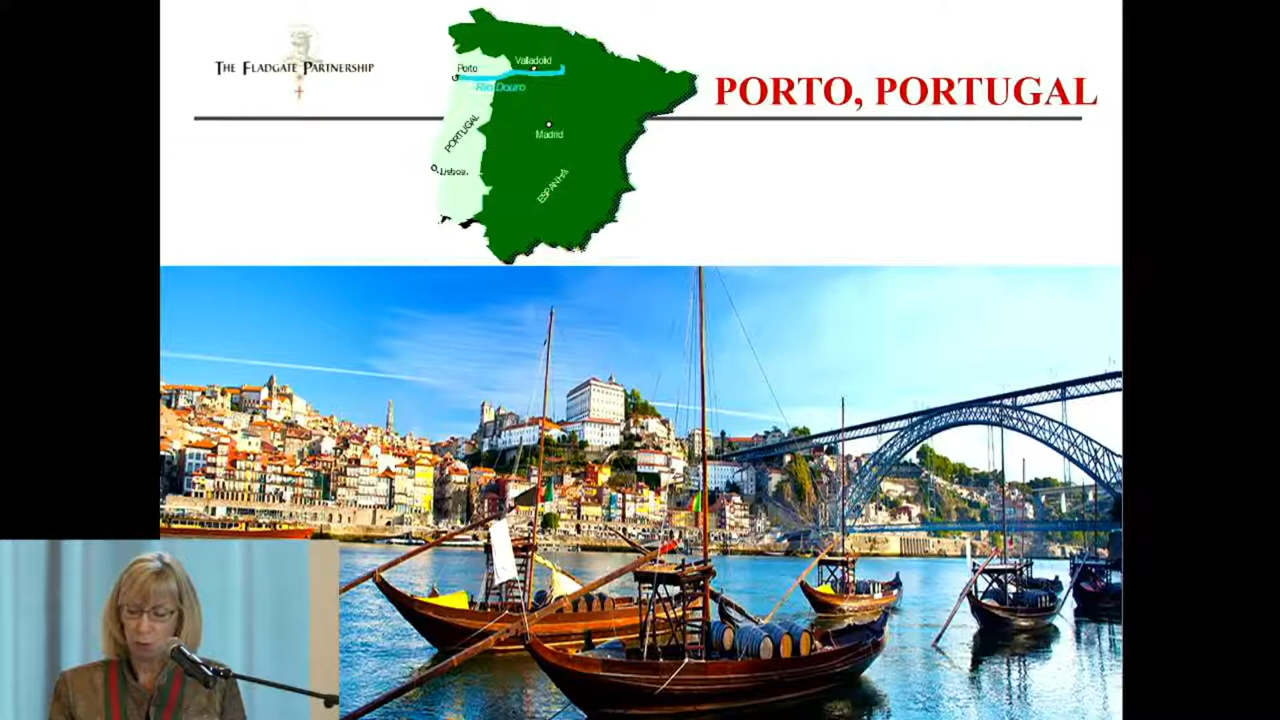 THE FLADGATE PARTNERSHIP
PORTO, PORTUGAL
Porto
Valladolid
Rio Douro
PORTUGAL
Madrid
Lisboa.
ESPANHA